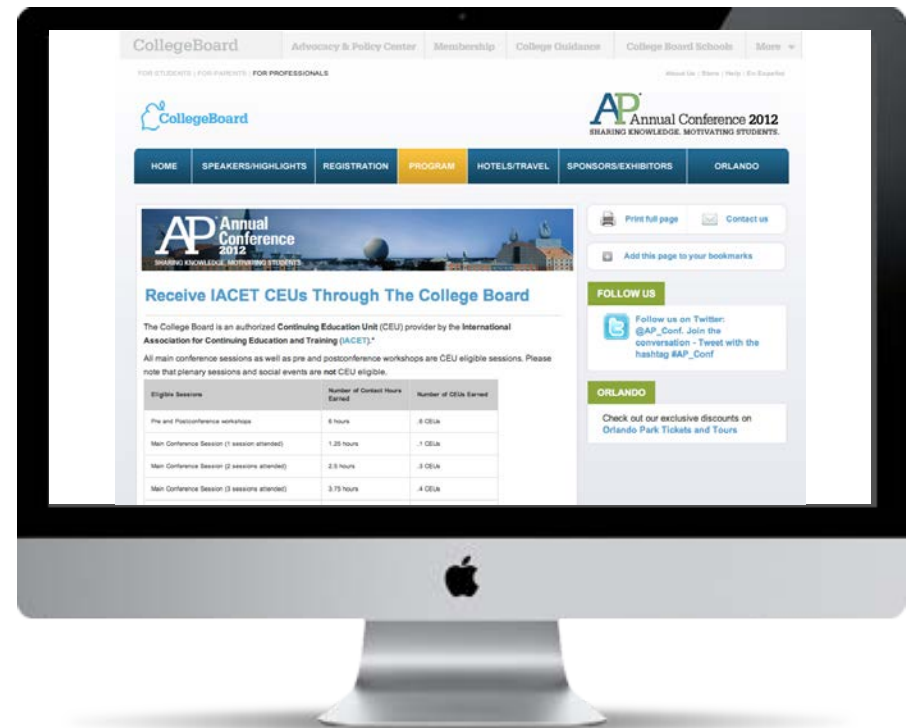 CollegeBoard Advocacy & Policy Center Membership College Guidance College Board Schools More
FOR STUDENTS | FOR PARENTS | FOR PROFESSIONALS About Us | Store | Help | En Español
CollegeBoard
AP Annual Conference 2012
SHARING KNOWLEDGE. MOTIVATING STUDENTS.
HOME SPEAKERS/HIGHLIGHTS REGISTRATION PROGRAM HOTELS/TRAVEL SPONSORS/EXHIBITORS ORLANDO
AP Annual
Conference
2012
SHARING KNOWLEDGE. MOTIVATING STUDENTS.
Receive IACET CEUs Through The College Board
The College Board is an authorized Continuing Education Unit (CEU) provider by the International
Association for Continuing Education and Training (IACET).*
All main conference sessions as well as pre and postconference workshops are CEU eligible sessions. Please
note that plenary sessions and social events are not CEU eligible.
Eligible Sessions Number of Contact Hours Earned Number of CEUs Earned
Pre and Postconference workshops 6 hours .6 CEUs
Main Conference Session (1 session attended) 1.25 hours .1 CEUs
Main Conference Session (2 sessions attended) 2.5 hours .3 CEUs
Main Conference Session (3 sessions attended) 3.75 hours .4 CEUs
Print full page Contact us
Add this page to your bookmarks
FOLLOW US
Follow us on Twitter:
@AP_Conf. Join the
conversation - Tweet with the
hashtag #AP_Conf
ORLANDO
Check out our exclusive discounts on
Orlando Park Tickets and Tours